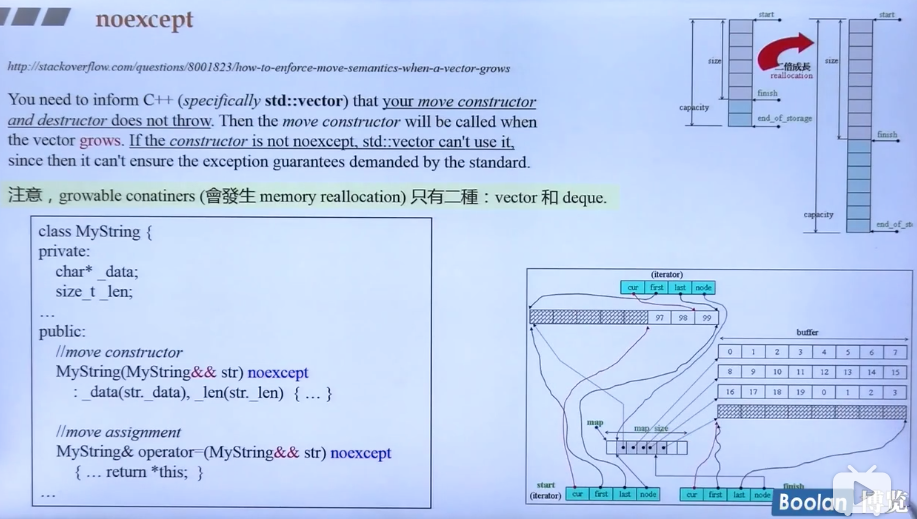 noexcept
http://stackoverflow.com/questions/8001823/how-to-enforce-move-semantics-when-a-vector-grows
You need to inform C++ (specifically std::vector) that your move constructor
and destructor does not throw. Then the move constructor will be called when
the vector grows. If the constructor is not noexcept, std::vector can't use it,
since then it can't ensure the exception guarantees demanded by the standard.
注意，growable conatiners (會發生 memory reallocation) 只有二種：vector 和 deque.
class MyString {
private:
char* _data;
size_t _len;
...
public:
//move constructor
MyString(MyString&& str) noexcept
: _data(str._data), _len(str._len) { ... }
//move assignment
MyString& operator=(MyString&& str) noexcept
{ ... return *this; }
...
start
size
finish
capacity
end_of_storage
二倍成長
reallocation
start
size
finish
capacity
end_of_st
(iterator)
cur first last node
97 98 99
buffer
0 1 2 3 4 5 6 7
8 9 10 11 12 13 14 15
16 17 18 19 0 1 2 3
map
map size
start
(iterator)
cur first last node
cur first last node
finish
Boolan 博览